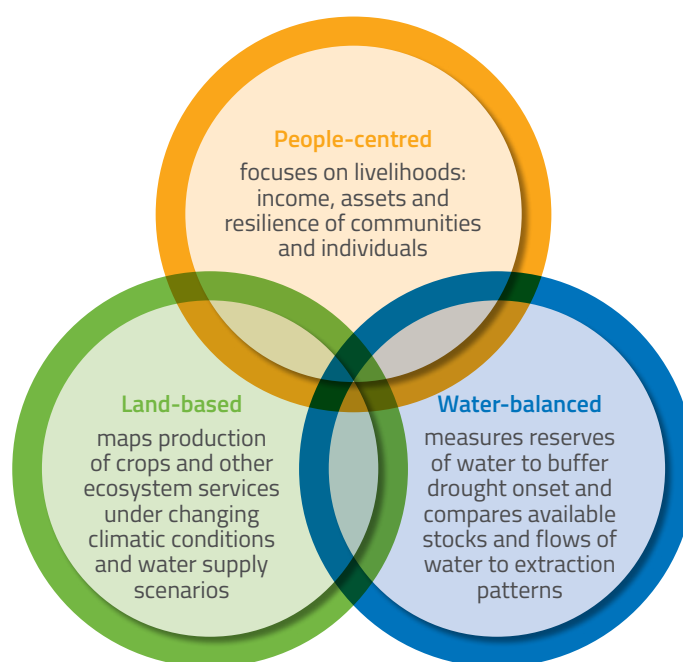 People-centred
focuses on livelihoods:
income, assets and
resilience of communities
and individuals
Land-based
maps production
of crops and other
ecosystem services
under changing
climatic conditions
and water supply
scenarios
Water-balanced
measures reserves
of water to buffer
drought onset and
compares available
stocks and flows of
water to extraction
patterns